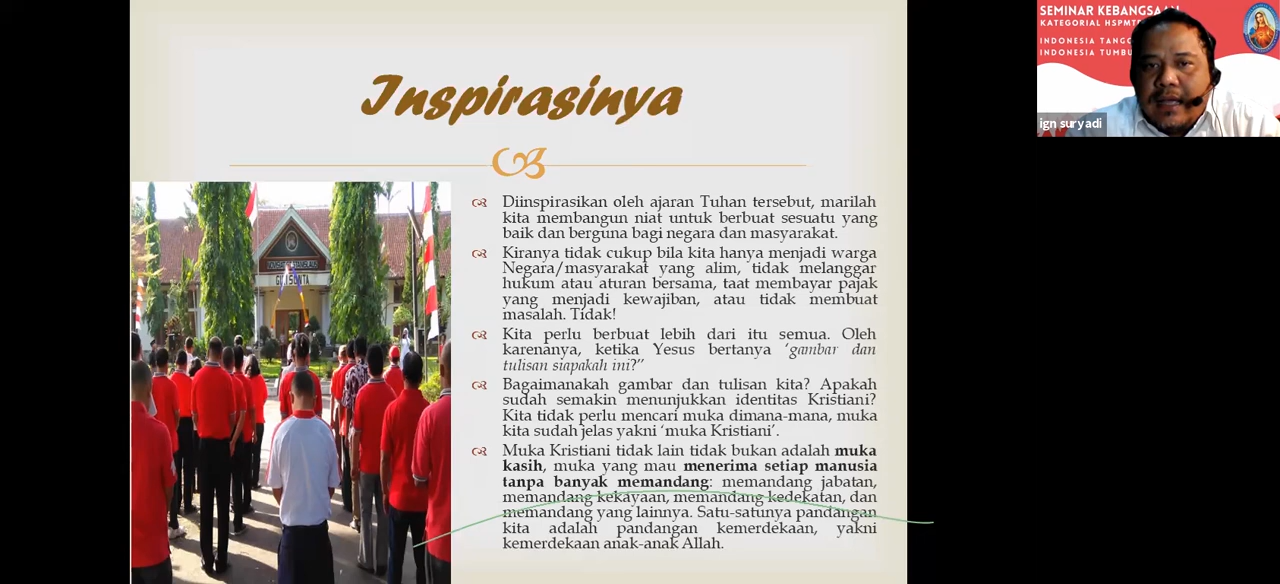 Inspirasinya
Diinspirasikan oleh ajaran Tuhan tersebut, marilah
kita membangun niat untuk berbuat sesuatu yang
baik dan berguna bagi negara dan masyarakat.
Kiranya tidak cukup bila kita hanya menjadi warga
Negara/masyarakat yang alim, tidak melanggar
hukum atau aturan bersama, taat membayar pajak
yang menjadi kewajiban, atau tidak membuat
masalah. Tidak!
Kita perlu berbuat lebih dari itu semua. Oleh
karenanya, ketika Yesus bertanya ‘gambar dan
tulisan siapakah ini?”
Bagaimanakah gambar dan tulisan kita? Apakah
sudah semakin menunjukkan identitas Kristiani?
Kita tidak perlu mencari muka dimana-mana, muka
kita sudah jelas yakni ‘muka Kristiani’.
Muka Kristiani tidak lain tidak bukan adalah muka
kasih, muka yang mau menerima setiap manusia
tanpa banyak memandang: memandang jabatan,
memandang kekayaan, memandang kedekatan, dan
memandang yang lainnya. Satu-satunya pandangan
kita adalah pandangan kemerdekaan, yakni
kemerdekaan anak-anak Allah.
SEMINAR KEBANGSAAN
KATEGORIAL HSPMT
INDONESIA TANGG
INDONESIA TUMBU
ign suryadi